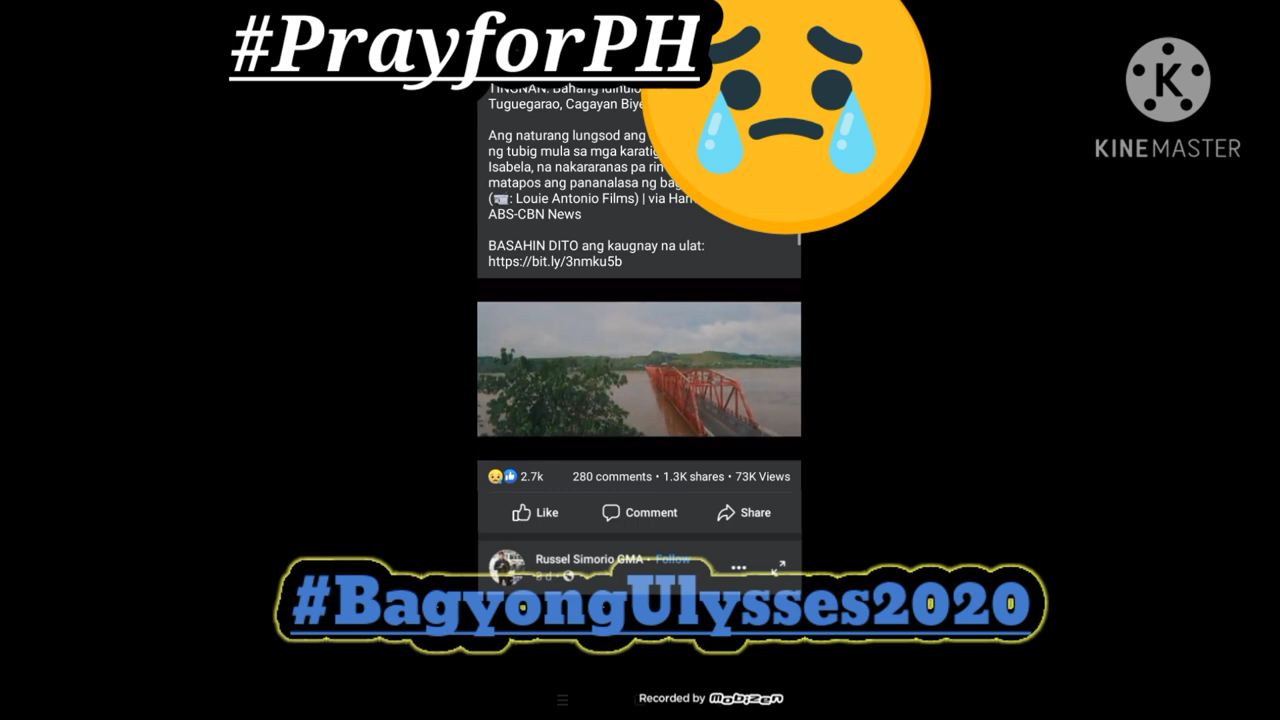 #PrayforPH
K
KINEMASTER
TINGNAN: Bahang
Tuguegarao, Cagayan
Ang naturang lungsod ang
ng tubig mula sa mga
Isabela, na nakararanas pa rin
matapos ang pananalasa ng
(📹: Louie Antonio Films) | via
ABS-CBN News
BASAHIN DITO ang kaugnay na ulat:
https://bit.ly/3nmku5b
2.7k 280 comments • 1.3K shares • 73K Views
Like Comment Share
Russel Simorio GMA • Follow
#BagyongUlysses2020
Recorded by Mobizen